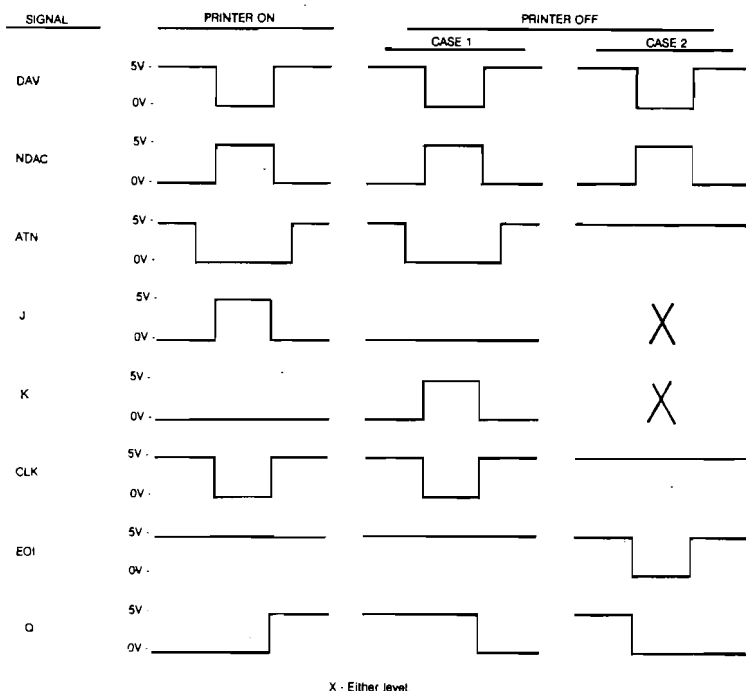 SIGNAL PRINTER ON PRINTER OFF
CASE 1 CASE 2
DAV 5V -
0V -
NDAC 5V -
0V -
ATN 5V -
0V -
J 5V -
0V -
K 5V -
0V -
CLK 5V -
0V -
EOI 5V -
0V -
Q 5V -
0V -
X - Either level